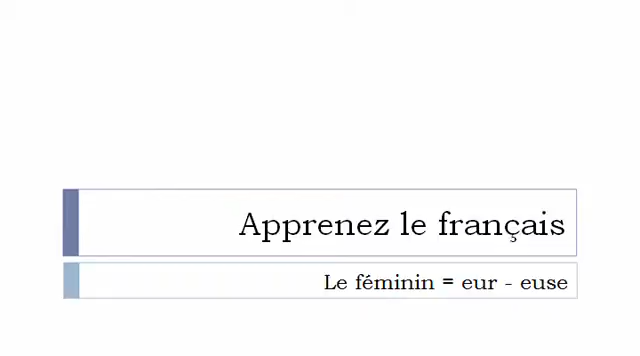 Apprenez le français
Le féminin = eur - euse